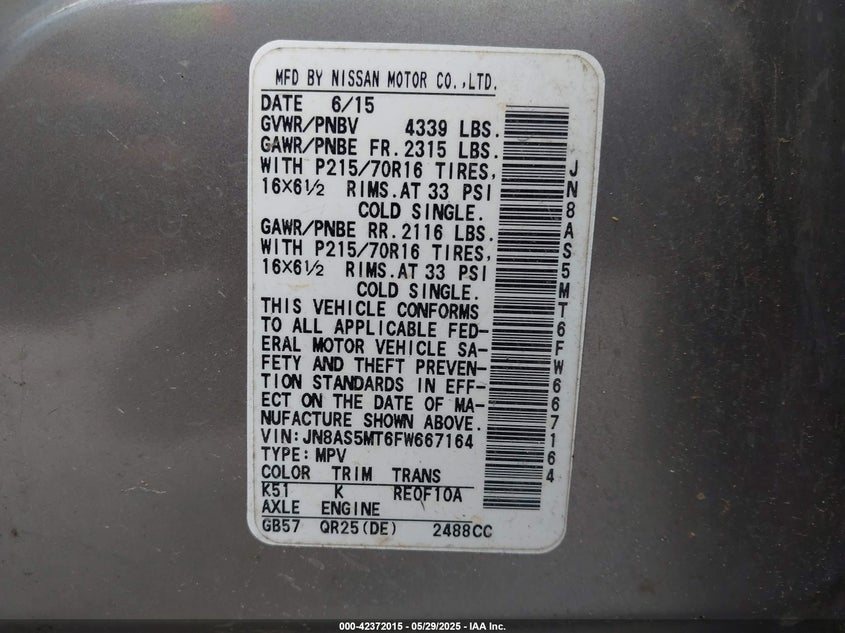 MFD BY NISSAN MOTOR CO.,LTD.
DATE 6/15
GVWR/PNBV 4339 LBS.
GAWR/PNBE FR. 2315 LBS.
WITH P215/70R16 TIRES,
16×6½ RIMS. AT 33 PSI
COLD SINGLE.
GAWR/PNBE RR. 2116 LBS.
WITH P215/70R16 TIRES,
16×6½ RIMS. AT 33 PSI
COLD SINGLE.
THIS VEHICLE CONFORMS
TO ALL APPLICABLE FED-
ERAL MOTOR VEHICLE SA-
FETY AND THEFT PREVEN-
TION STANDARDS IN EFF-
ECT ON THE DATE OF MA-
NUFACTURE SHOWN ABOVE.
VIN:JN8AS5MT6FW667164
TYPE:MPV
COLOR TRIM TRANS
K51 K RE0F10A
AXLE ENGINE
GB57 QR25(DE) 2488CC
JN8AS5MT6FW667164
000-42372015 - 05/29/2025 - IAA Inc.